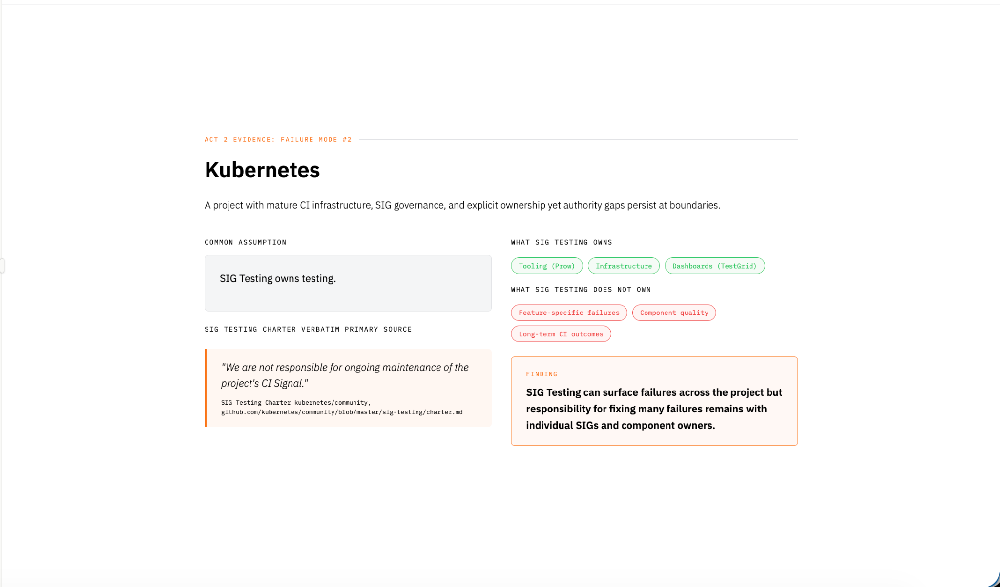 ACT 2 EVIDENCE: FAILURE MODE #2
Kubernetes
A project with mature CI infrastructure, SIG governance, and explicit ownership yet authority gaps persist at boundaries.
COMMON ASSUMPTION
SIG Testing owns testing.
SIG TESTING CHARTER VERBATIM PRIMARY SOURCE
"We are not responsible for ongoing maintenance of the
project's CI Signal."
SIG Testing Charter kubernetes/community,
github.com/kubernetes/community/blob/master/sig-testing/charter.md
WHAT SIG TESTING OWNS
Tooling (Prow) Infrastructure Dashboards (TestGrid)
WHAT SIG TESTING DOES NOT OWN
Feature-specific failures Component quality
Long-term CI outcomes
FINDING
SIG Testing can surface failures across the project but
responsibility for fixing many failures remains with
individual SIGs and component owners.